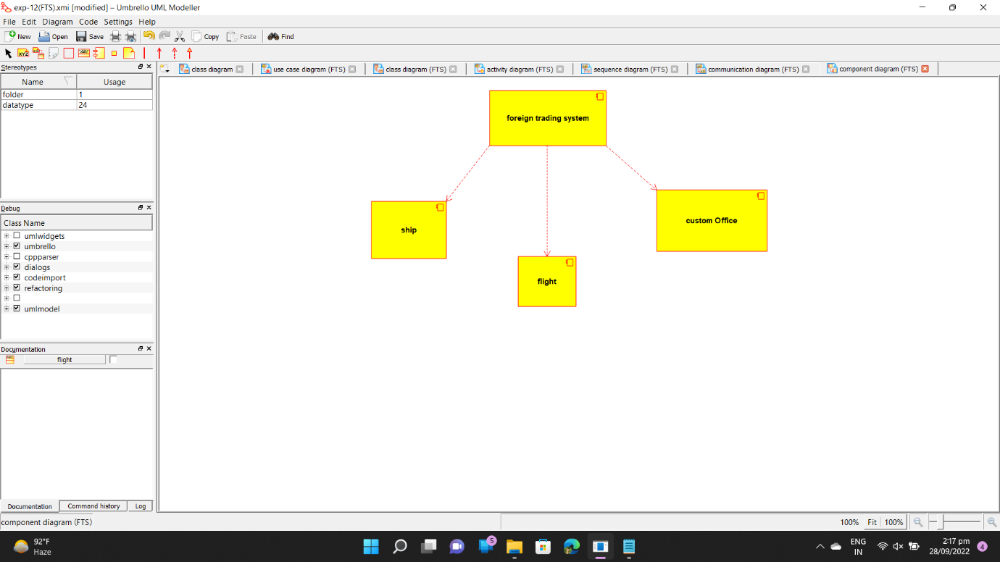 exp-12(FTS).xmi [modified] – Umbrello UML Modeller
File Edit Diagram Code Settings Help
New Open Save Copy Paste Find
XYZ
Stereotypes
Name Usage
folder 1
datatype 24
class diagram use case diagram (FTS) class diagram (FTS) activity diagram (FTS) sequence diagram (FTS) communication diagram (FTS) component diagram (FTS)
foreign trading system
ship
flight
custom Office
Debug
Class Name
umlwidgets
umbrello
cppparser
dialogs
codeimport
refactoring
umlmodel
Documentation
flight
Documentation Command history Log
component diagram (FTS)
100% Fit 100%
92°F
Haze
5
ENG
IN
2:17 pm
28/09/2022
4